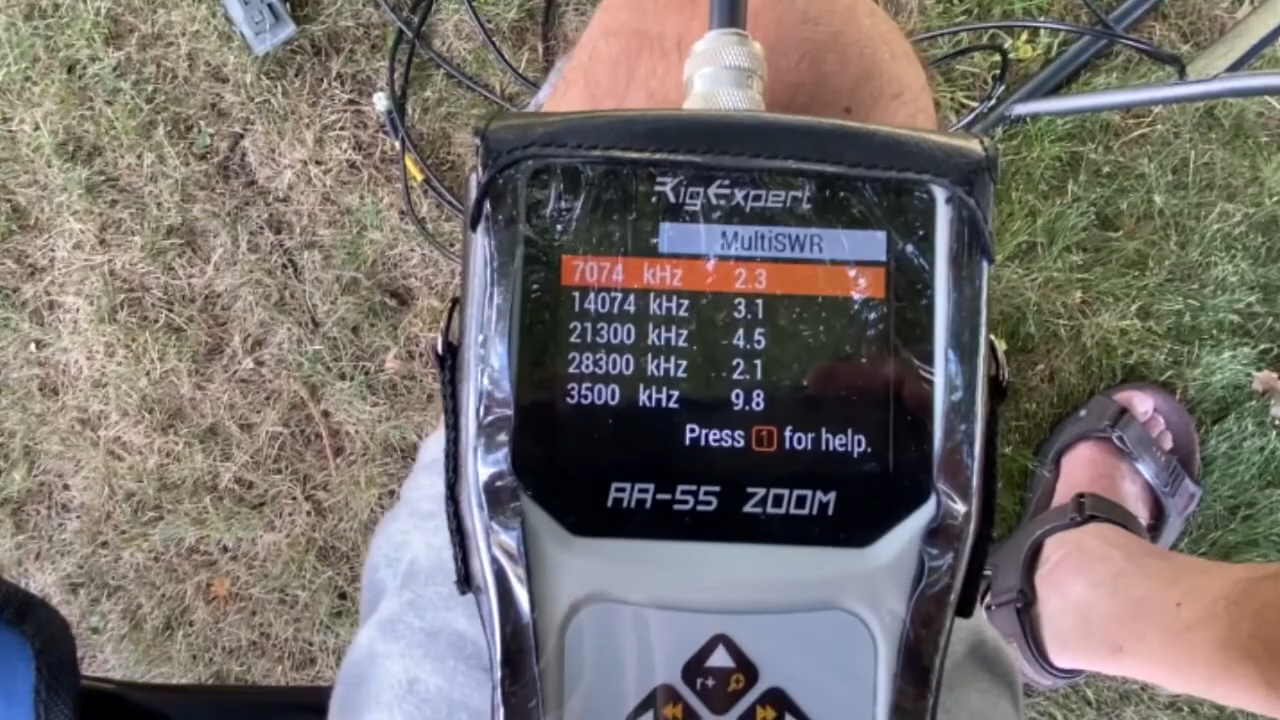 RigExpert
MultiSWR
7074 kHz 2.3
14074 kHz 3.1
21300 kHz 4.5
28300 kHz 2.1
3500 kHz 9.8
Press 1 for help.
AA-55 ZOOM
r+